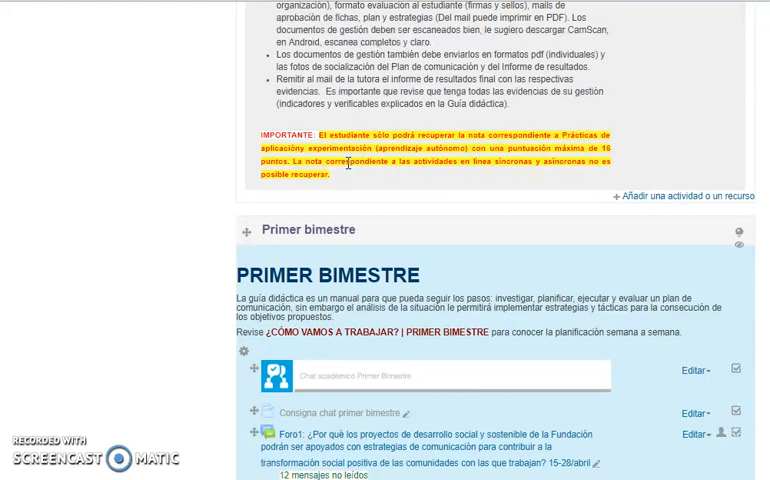 organización), formato evaluación al estudiante (firmas y sellos), mails de
aprobación de fichas, plan y estrategias (Del mail puede imprimir en PDF). Los
documentos de gestión deben ser escaneados bien, le sugiero descargar CamScan,
en Android, escanea completos y claro.
• Los documentos de gestión tambièn debe enviarlos en formatos pdf (individuales) y
las fotos de socialización del Plan de comunicación y del Informe de resultados.
• Remitir al mail de la tutora el informe de resultados final con las respectivas
evidencias. Es importante que revise que tenga todas las evidencias de su gestión
(indicadores y verificables explicados en la Guía didáctica).
IMPORTANTE: El estudiante sólo podrá recuperar la nota correspondiente a Prácticas de
aplicacióny experimentación (aprendizaje autónomo) con una puntuación máxima de 16
puntos. La nota correspondiente a las actividades en línea síncronas y asíncronas no es
posible recuperar.
Añadir una actividad o un recurso
Primer bimestre
PRIMER BIMESTRE
La guía didáctica es un manual para que pueda seguir los pasos: investigar, planificar, ejecutar y evaluar un plan de
comunicación, sin embargo el análisis de la situación le permitirá implementar estrategias y tácticas para la consecución de
los objetivos propuestos.
Revise ¿CÓMO VAMOS A TRABAJAR? | PRIMER BIMESTRE para conocer la planificación semana a semana.
Chat académico Primer Bimestre
Editar
Consigna chat primer bimestre
Editar
Foro1: ¿Por qué los proyectos de desarrollo social y sostenible de la Fundación
Editar
podrán ser apoyados con estrategias de comunicación para contribuir a la
transformación social positiva de las comunidades con las que trabajan? 15-28/abril
12 mensajes no leídos
RECORDED WITH
SCREENCAST MATIC